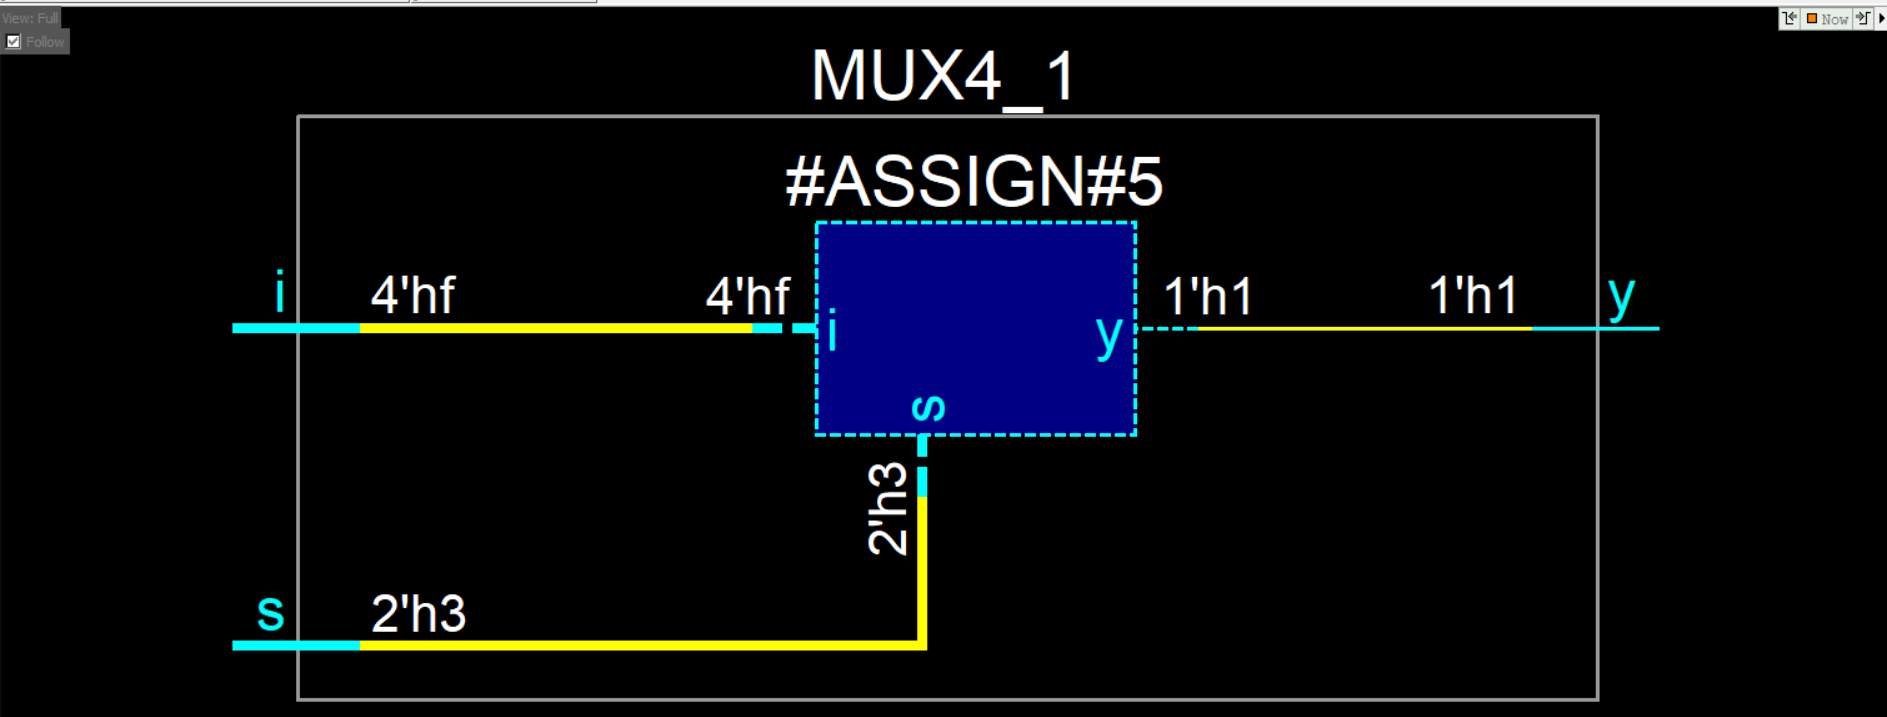 View: Full
Follow
Now
MUX4_1
#ASSIGN#5
i
4'hf
4'hf
i
y
1'h1
1'h1
y
s
2'h3
s
2'h3